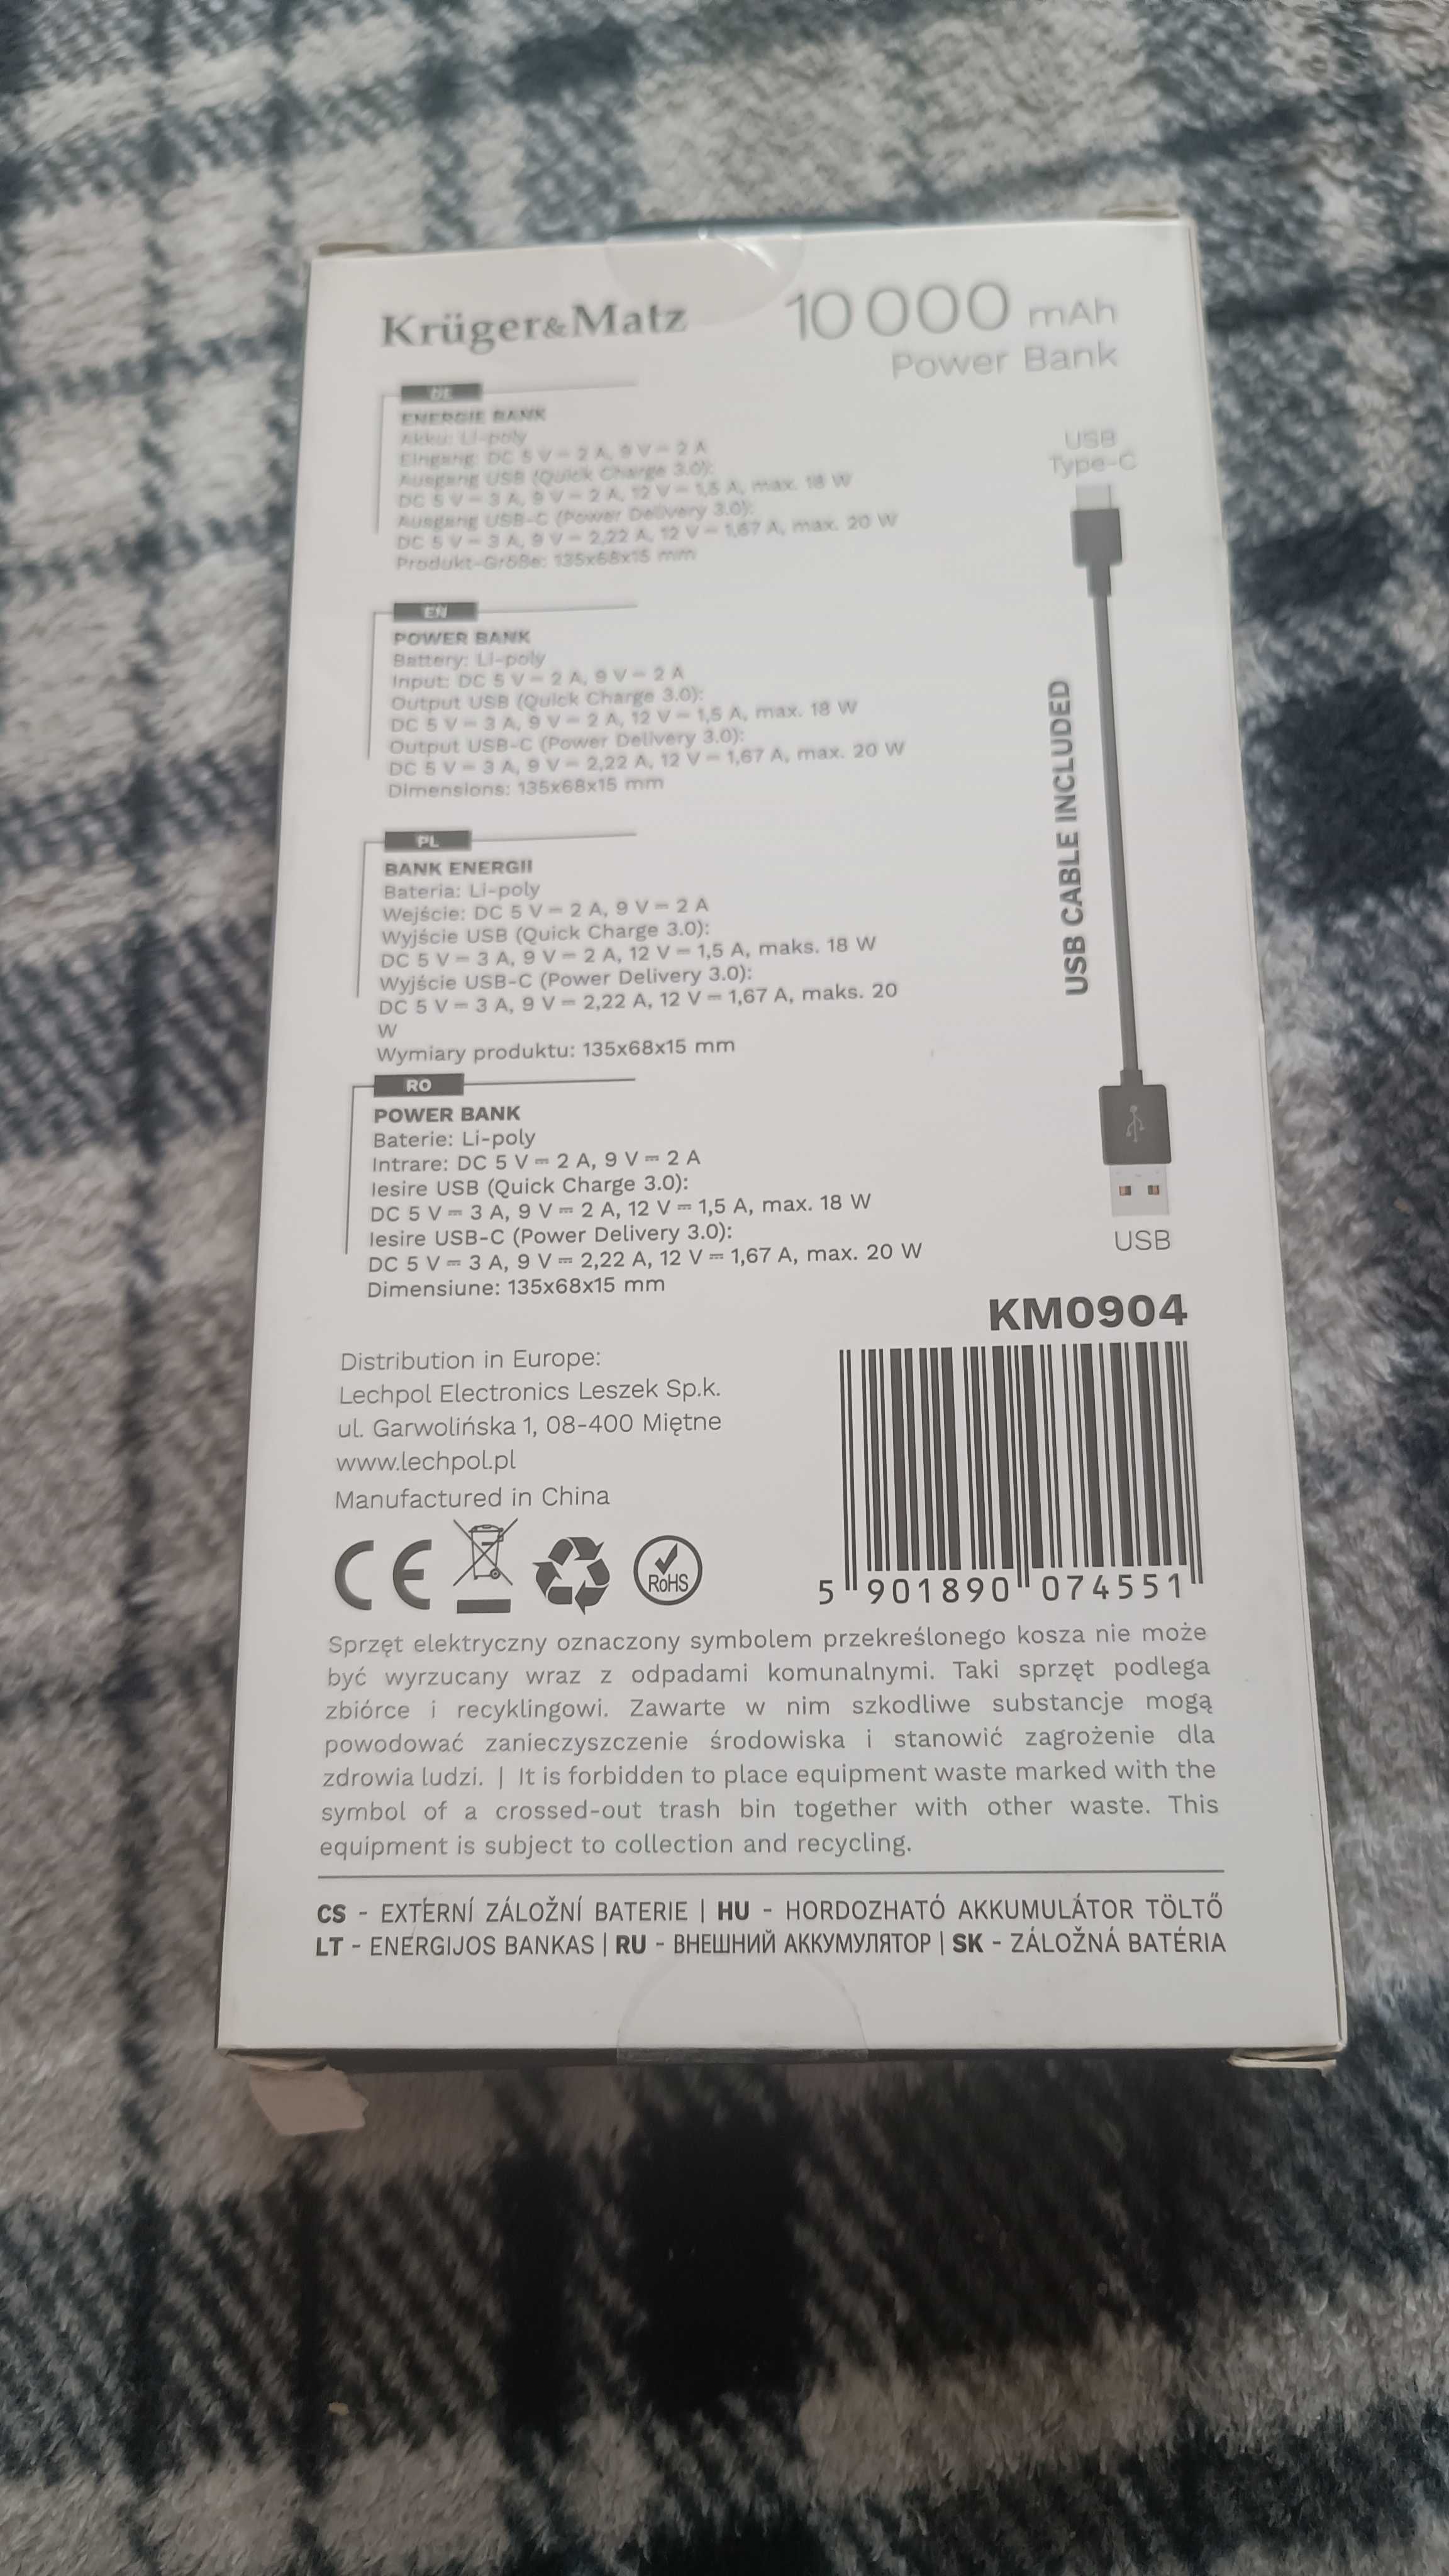 Krüger&Matz
10 000 mAh
Power Bank
DE
ENERGIE BANK
Akku: Li-poly
Eingang: DC 5 V⎓2 A, 9 V⎓2 A
Ausgang USB (Quick Charge 3.0):
DC 5 V⎓3 A, 9 V⎓2 A, 12 V⎓1,5 A, max. 18 W
Ausgang USB-C (Power Delivery 3.0):
DC 5 V⎓3 A, 9 V⎓2,22 A, 12 V⎓1,67 A, max. 20 W
Produkt-Größe: 135x68x15 mm
EN
POWER BANK
Battery: Li-poly
Input: DC 5 V⎓2 A, 9 V⎓2 A
Output USB (Quick Charge 3.0):
DC 5 V⎓3 A, 9 V⎓2 A, 12 V⎓1,5 A, max. 18 W
Output USB-C (Power Delivery 3.0):
DC 5 V⎓3 A, 9 V⎓2,22 A, 12 V⎓1,67 A, max. 20 W
Dimensions: 135x68x15 mm
PL
BANK ENERGII
Bateria: Li-poly
Wejście: DC 5 V⎓2 A, 9 V⎓2 A
Wyjście USB (Quick Charge 3.0):
DC 5 V⎓3 A, 9 V⎓2 A, 12 V⎓1,5 A, maks. 18 W
Wyjście USB-C (Power Delivery 3.0):
DC 5 V⎓3 A, 9 V⎓2,22 A, 12 V⎓1,67 A, maks. 20
W
Wymiary produktu: 135x68x15 mm
RO
POWER BANK
Baterie: Li-poly
Intrare: DC 5 V⎓2 A, 9 V⎓2 A
Iesire USB (Quick Charge 3.0):
DC 5 V⎓3 A, 9 V⎓2 A, 12 V⎓1,5 A, max. 18 W
Iesire USB-C (Power Delivery 3.0):
DC 5 V⎓3 A, 9 V⎓2,22 A, 12 V⎓1,67 A, max. 20 W
Dimensiune: 135x68x15 mm
USB
Type-C
USB CABLE INCLUDED
USB
KM0904
Distribution in Europe:
Lechpol Electronics Leszek Sp.k.
ul. Garwolińska 1, 08-400 Miętne
www.lechpol.pl
Manufactured in China
CE
RoHS
5 901890 074551
Sprzęt elektryczny oznaczony symbolem przekreślonego kosza nie może
być wyrzucany wraz z odpadami komunalnymi. Taki sprzęt podlega
zbiórce i recyklingowi. Zawarte w nim szkodliwe substancje mogą
powodować zanieczyszczenie środowiska i stanowić zagrożenie dla
zdrowia ludzi. | It is forbidden to place equipment waste marked with the
symbol of a crossed-out trash bin together with other waste. This
equipment is subject to collection and recycling.
CS - EXTERNÍ ZÁLOŽNÍ BATERIE | HU - HORDOZHATÓ AKKUMULÁTOR TÖLTŐ
LT - ENERGIJOS BANKAS | RU - ВНЕШНИЙ АККУМУЛЯТОР | SK - ZÁLOŽNÁ BATÉRIA